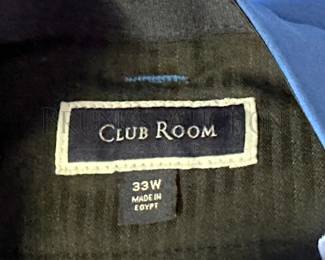 CLUB ROOM
33W
MADE IN
EGYPT